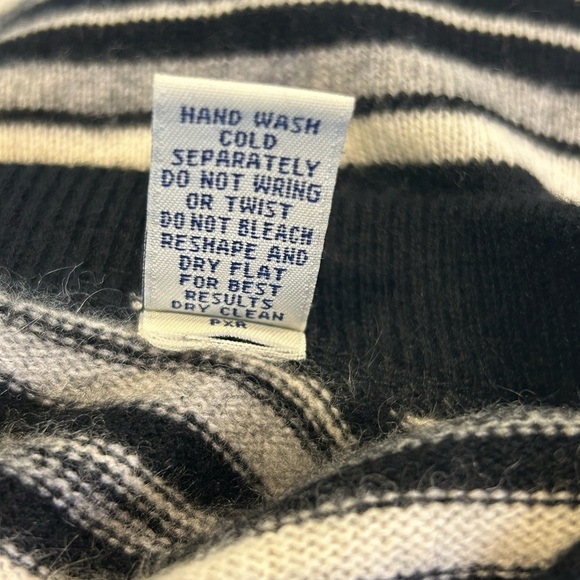 HAND WASH
COLD
SEPARATELY
DO NOT WRING
OR TWIST
DO NOT BLEACH
RESHAPE AND
DRY FLAT
FOR BEST
RESULTS
DRY CLEAN
PXR